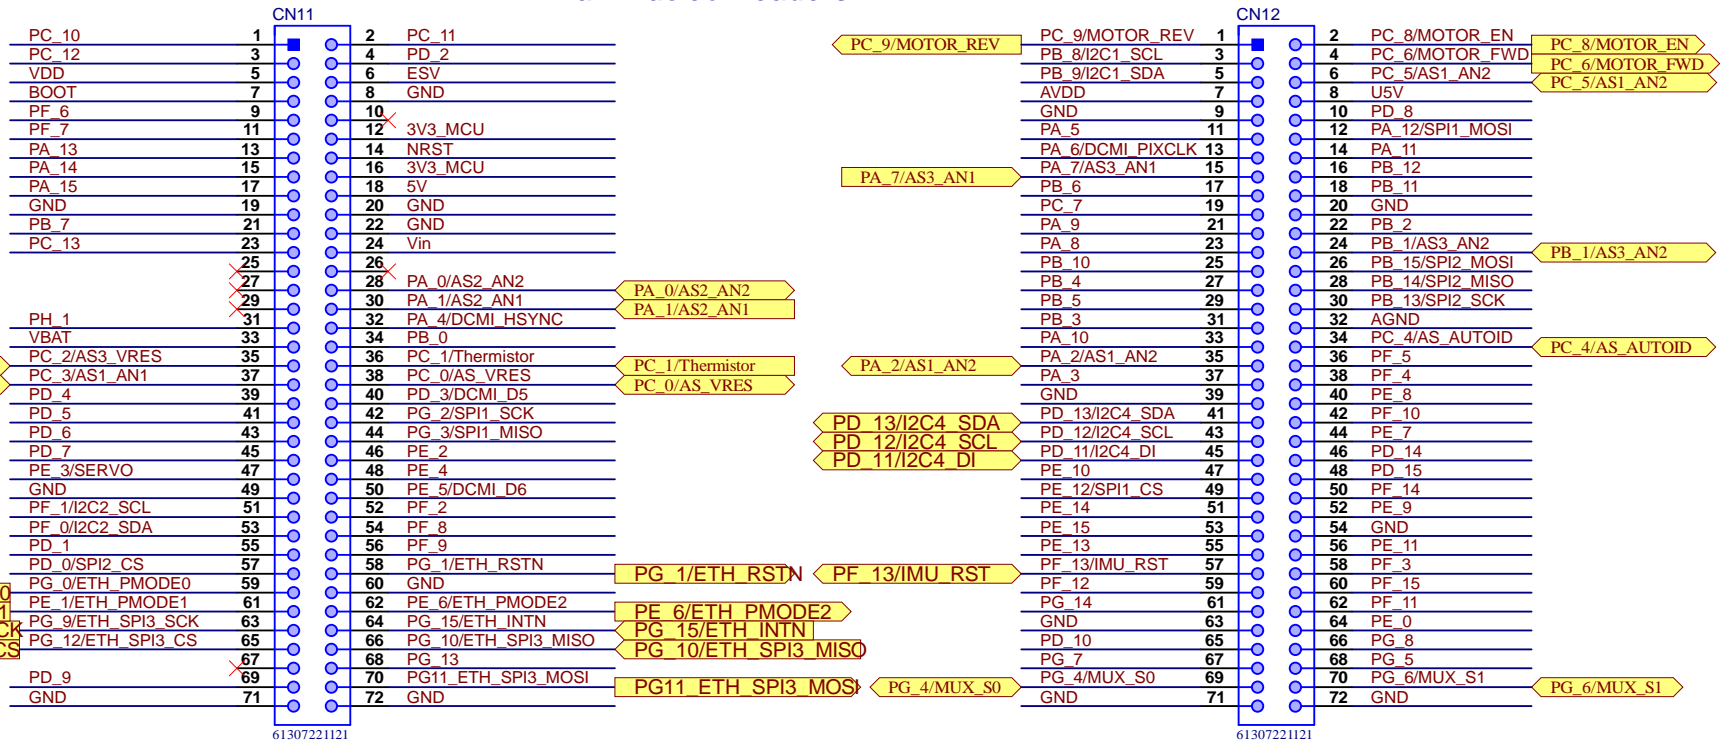 CN11
PC_10 1 2 PC_11
PC_12 3 4 PD_2
VDD 5 6 ESV
BOOT 7 8 GND
PF_6 9 10
PF_7 11 12 3V3_MCU
PA_13 13 14 NRST
PA_14 15 16 3V3_MCU
PA_15 17 18 5V
GND 19 20 GND
PB_7 21 22 GND
PC_13 23 24 Vin
25 26
27 28 PA_0/AS2_AN2 PA_0/AS2_AN2
29 30 PA_1/AS2_AN1 PA_1/AS2_AN1
PH_1 31 32 PA_4/DCMI_HSYNC
VBAT 33 34 PB_0
PC_2/AS3_VRES 35 36 PC_1/Thermistor PC_1/Thermistor
PC_3/AS1_AN1 37 38 PC_0/AS_VRES PC_0/AS_VRES
PD_4 39 40 PD_3/DCMI_D5
PD_5 41 42 PG_2/SPI1_SCK
PD_6 43 44 PG_3/SPI1_MISO
PD_7 45 46 PE_2
PE_3/SERVO 47 48 PE_4
GND 49 50 PE_5/DCMI_D6
PF_1/I2C2_SCL 51 52 PF_2
PF_0/I2C2_SDA 53 54 PF_8
PD_1 55 56 PF_9
PD_0/SPI2_CS 57 58 PG_1/ETH_RSTN PG_1/ETH_RSTN
0 PG_0/ETH_PMODE0 59 60 GND
1 PE_1/ETH_PMODE1 61 62 PE_6/ETH_PMODE2 PE_6/ETH_PMODE2
CK PG_9/ETH_SPI3_SCK 63 64 PG_15/ETH_INTN PG_15/ETH_INTN
CS PG_12/ETH_SPI3_CS 65 66 PG_10/ETH_SPI3_MISO PG_10/ETH_SPI3_MISO
67 68 PG_13
PD_9 69 70 PG11_ETH_SPI3_MOSI PG11_ETH_SPI3_MOSI
GND 71 72 GND
61307221121
CN12
PC_9/MOTOR_REV PC_9/MOTOR_REV 1 2 PC_8/MOTOR_EN PC_8/MOTOR_EN
PB_8/I2C1_SCL 3 4 PC_6/MOTOR_FWD PC_6/MOTOR_FWD
PB_9/I2C1_SDA 5 6 PC_5/AS1_AN2 PC_5/AS1_AN2
AVDD 7 8 U5V
GND 9 10 PD_8
PA_5 11 12 PA_12/SPI1_MOSI
PA_6/DCMI_PIXCLK 13 14 PA_11
PA_7/AS3_AN1 PA_7/AS3_AN1 15 16 PB_12
PB_6 17 18 PB_11
PC_7 19 20 GND
PA_9 21 22 PB_2
PA_8 23 24 PB_1/AS3_AN2 PB_1/AS3_AN2
PB_10 25 26 PB_15/SPI2_MOSI
PB_4 27 28 PB_14/SPI2_MISO
PB_5 29 30 PB_13/SPI2_SCK
PB_3 31 32 AGND
PA_10 33 34 PC_4/AS_AUTOID PC_4/AS_AUTOID
PA_2/AS1_AN2 PA_2/AS1_AN2 35 36 PF_5
PA_3 37 38 PF_4
GND 39 40 PE_8
PD_13/I2C4_SDA PD_13/I2C4_SDA 41 42 PF_10
PD_12/I2C4_SCL PD_12/I2C4_SCL 43 44 PE_7
PD_11/I2C4_DI PD_11/I2C4_DI 45 46 PD_14
PE_10 47 48 PD_15
PE_12/SPI1_CS 49 50 PF_14
PE_14 51 52 PE_9
PE_15 53 54 GND
PE_13 55 56 PE_11
PF_13/IMU_RST PF_13/IMU_RST 57 58 PF_3
PF_12 59 60 PF_15
PG_14 61 62 PF_11
GND 63 64 PE_0
PD_10 65 66 PG_8
PG_7 67 68 PG_5
PG_4/MUX_S0 PG_4/MUX_S0 69 70 PG_6/MUX_S1 PG_6/MUX_S1
GND 71 72 GND
61307221121